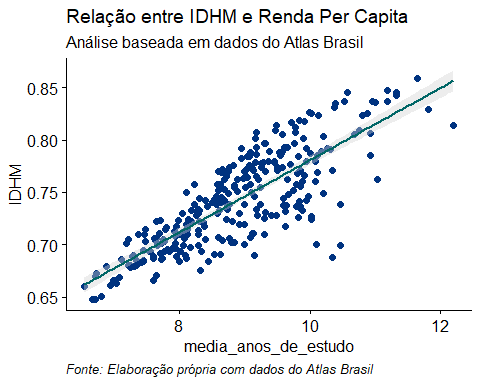 Relação entre IDHM e Renda Per Capita
Análise baseada em dados do Atlas Brasil
0.85
0.80
0.75
0.70
0.65
IDHM
8
10
12
media_anos_de_estudo
Fonte: Elaboração própria com dados do Atlas Brasil